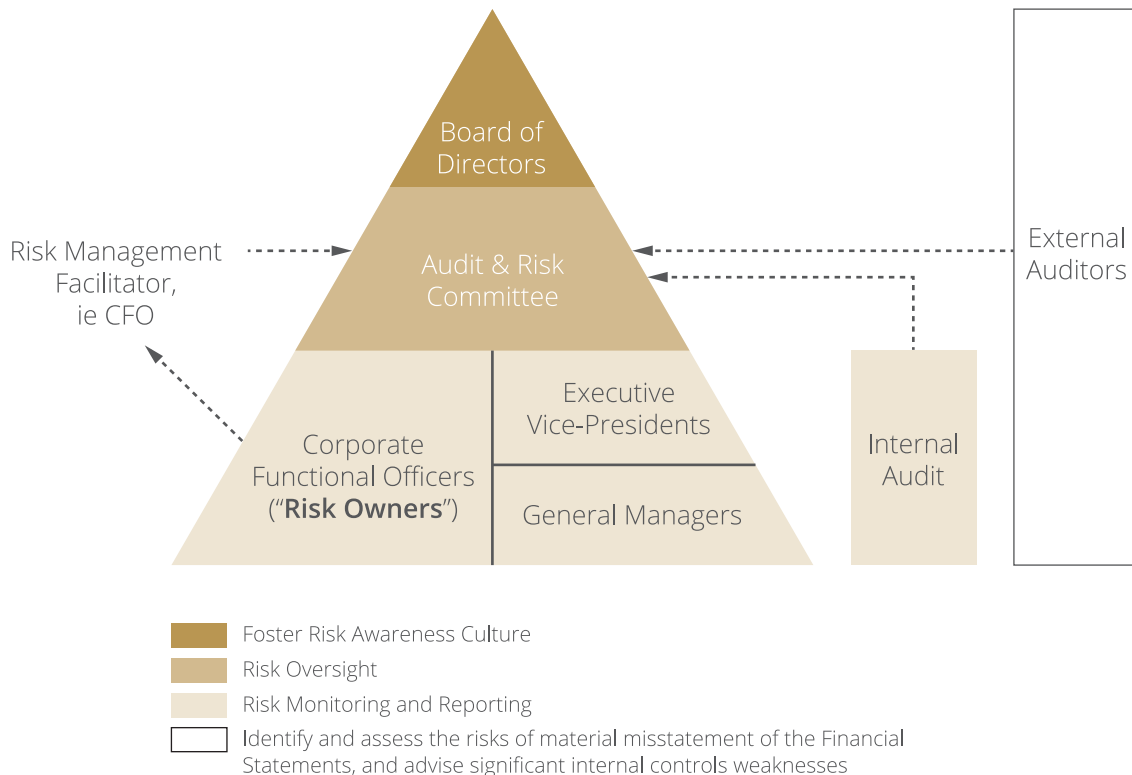 Board of
Directors
Risk Management
Facilitator,
ie CFO
Audit & Risk
Committee
External
Auditors
Corporate
Functional Officers
(“Risk Owners”)
Executive
Vice-Presidents
General Managers
Internal
Audit
Foster Risk Awareness Culture
Risk Oversight
Risk Monitoring and Reporting
Identify and assess the risks of material misstatement of the Financial
Statements, and advise significant internal controls weaknesses